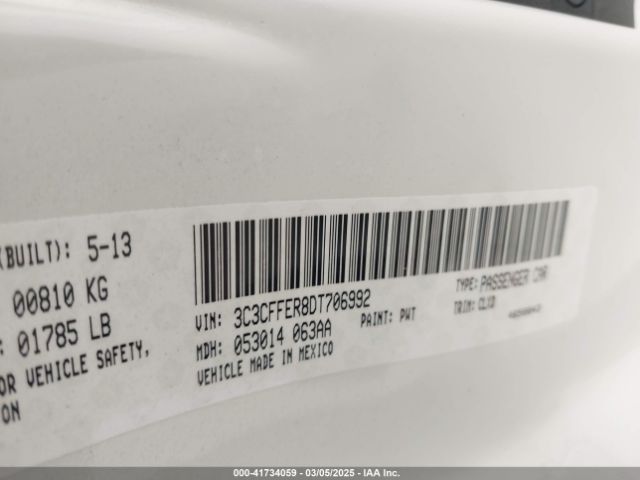 (BUILT): 5-13
00810 KG
01785 LB
OR VEHICLE SAFETY,
ON
VIN: 3C3CFFER8DT706992
TYPE: PASSENGER CAR
MDH: 053014 063AA
PAINT: PWT
TRIM: CLXD
VEHICLE MADE IN MEXICO
000-41734059 - 03/05/2025 - IAA Inc.